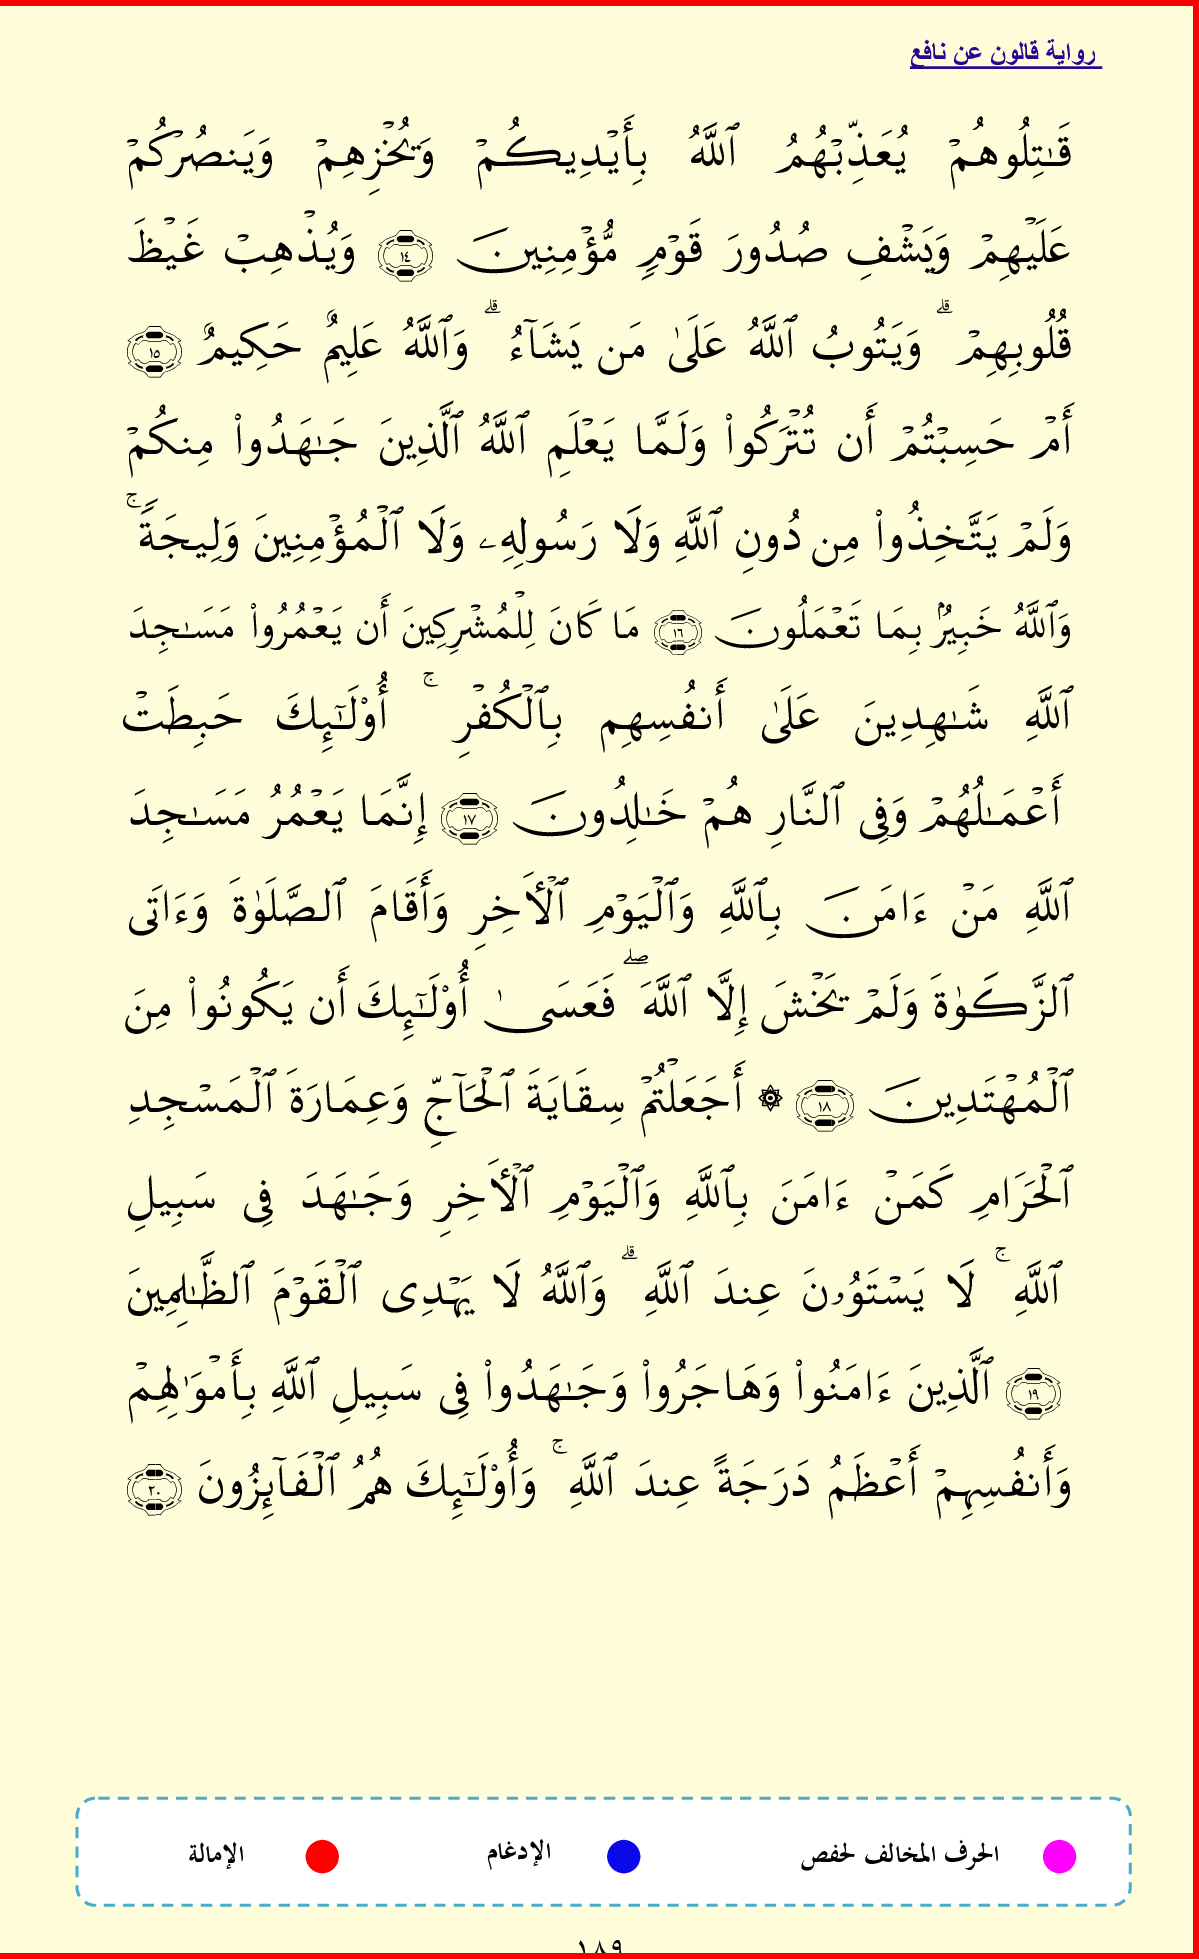 رواية قالون عن نافع
قَٰتِلُوهُمْ يُعَذِّبْهُمُ ٱللَّهُ بِأَيْدِيكُمْ وَيُخْزِهِمْ وَيَنصُرْكُمْ
عَلَيْهِمْ وَيَشْفِ صُدُورَ قَوْمٖ مُّؤْمِنِينَ ١٤ وَيُذْهِبْ غَيْظَ
قُلُوبِهِمْ ۗ وَيَتُوبُ ٱللَّهُ عَلَىٰ مَن يَشَآءُ ۗ وَٱللَّهُ عَلِيمٌ حَكِيمٌ ١٥
أَمْ حَسِبْتُمْ أَن تُتْرَكُوا۟ وَلَمَّا يَعْلَمِ ٱللَّهُ ٱلَّذِينَ جَٰهَدُوا۟ مِنكُمْ
وَلَمْ يَتَّخِذُوا۟ مِن دُونِ ٱللَّهِ وَلَا رَسُولِهِۦ وَلَا ٱلْمُؤْمِنِينَ وَلِيجَةً ۚ
وَٱللَّهُ خَبِيرُۢ بِمَا تَعْمَلُونَ ١٦ مَا كَانَ لِلْمُشْرِكِينَ أَن يَعْمُرُوا۟ مَسَٰجِدَ
ٱللَّهِ شَٰهِدِينَ عَلَىٰ أَنفُسِهِم بِٱلْكُفْرِ ۚ أُو۟لَٰٓئِكَ حَبِطَتْ
أَعْمَٰلُهُمْ وَفِى ٱلنَّارِ هُمْ خَٰلِدُونَ ١٧ إِنَّمَا يَعْمُرُ مَسَٰجِدَ
ٱللَّهِ مَنْ ءَامَنَ بِٱللَّهِ وَٱلْيَوْمِ ٱلْأَخِرِ وَأَقَامَ ٱلصَّلَوٰةَ وَءَاتَى
ٱلزَّكَوٰةَ وَلَمْ يَخْشَ إِلَّا ٱللَّهَ ۖ فَعَسَىٰ أُو۟لَٰٓئِكَ أَن يَكُونُوا۟ مِنَ
ٱلْمُهْتَدِينَ ١٨ ۞ أَجَعَلْتُمْ سِقَايَةَ ٱلْحَآجِّ وَعِمَارَةَ ٱلْمَسْجِدِ
ٱلْحَرَامِ كَمَنْ ءَامَنَ بِٱللَّهِ وَٱلْيَوْمِ ٱلْأَخِرِ وَجَٰهَدَ فِى سَبِيلِ
ٱللَّهِ ۚ لَا يَسْتَوُۥنَ عِندَ ٱللَّهِ ۗ وَٱللَّهُ لَا يَهْدِى ٱلْقَوْمَ ٱلظَّٰلِمِينَ
١٩ ٱلَّذِينَ ءَامَنُوا۟ وَهَاجَرُوا۟ وَجَٰهَدُوا۟ فِى سَبِيلِ ٱللَّهِ بِأَمْوَٰلِهِمْ
وَأَنفُسِهِمْ أَعْظَمُ دَرَجَةً عِندَ ٱللَّهِ ۚ وَأُو۟لَٰٓئِكَ هُمُ ٱلْفَآئِزُونَ ٢٠
الحرف المخالف لحفص الإدغام الإمالة
١٨٩